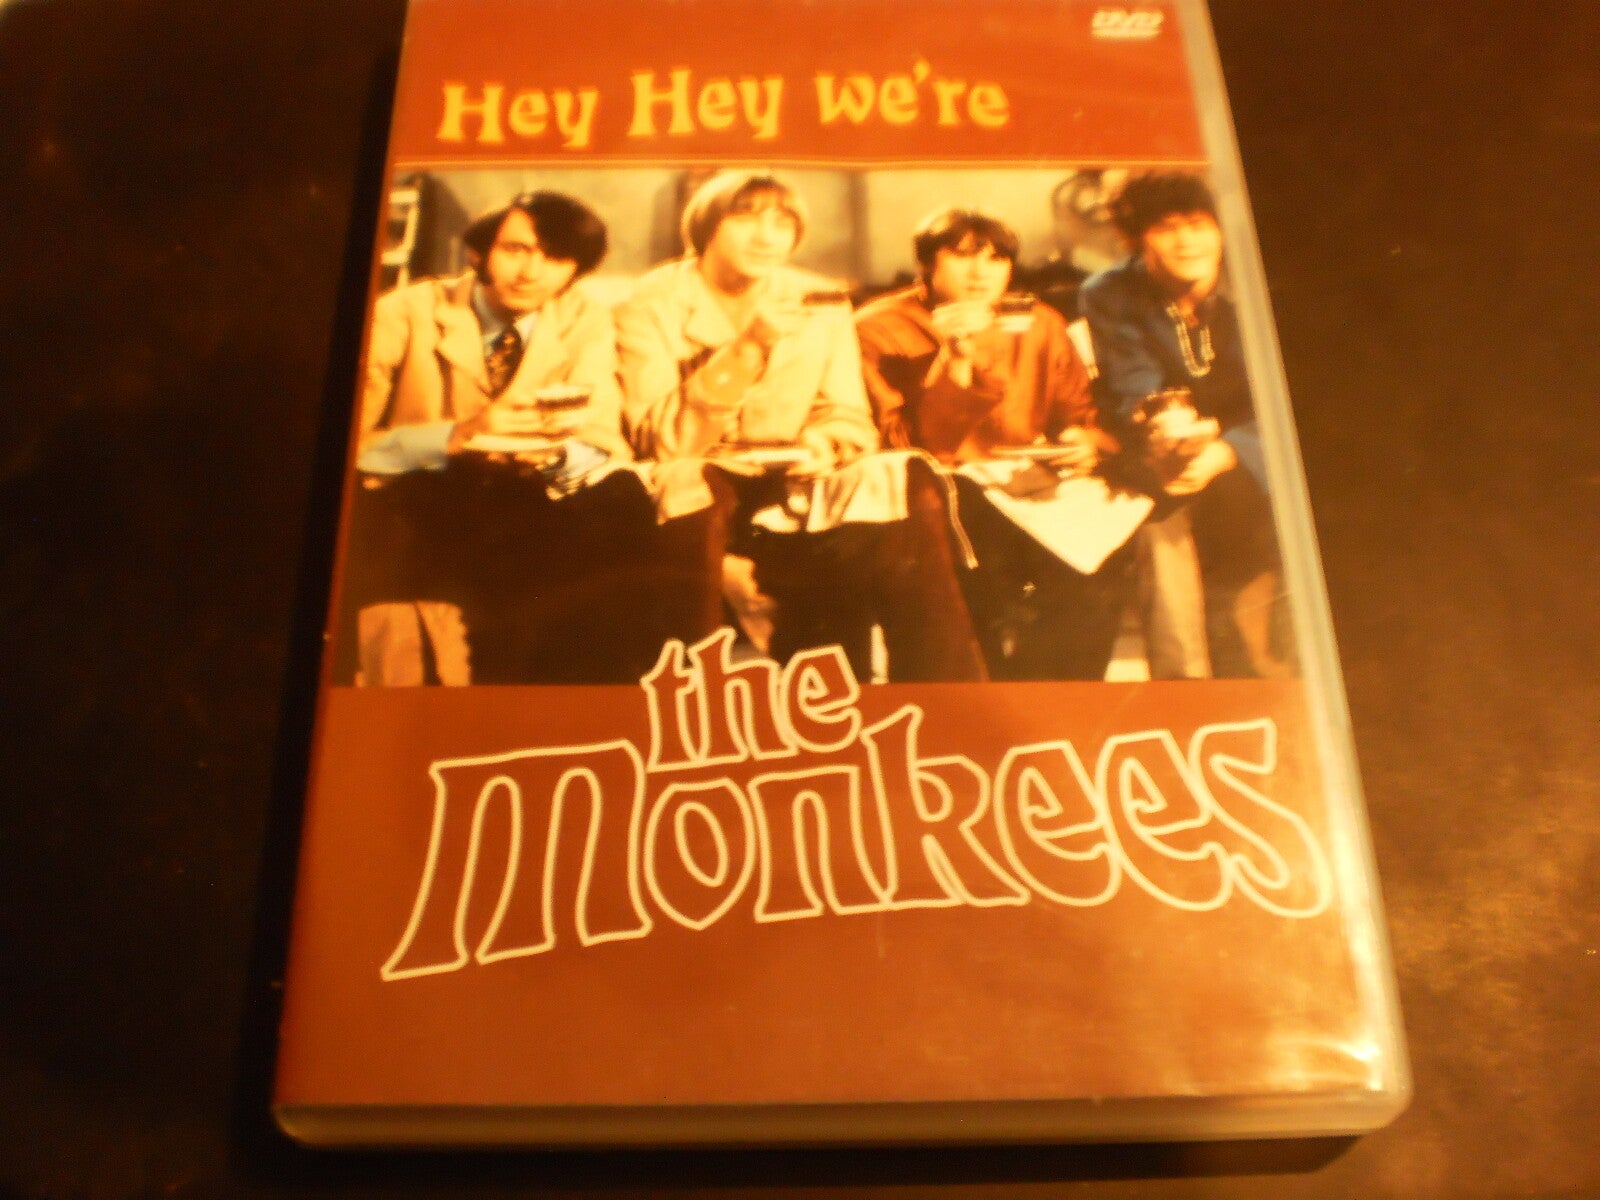 DVD
Hey Hey we're
the
monkees